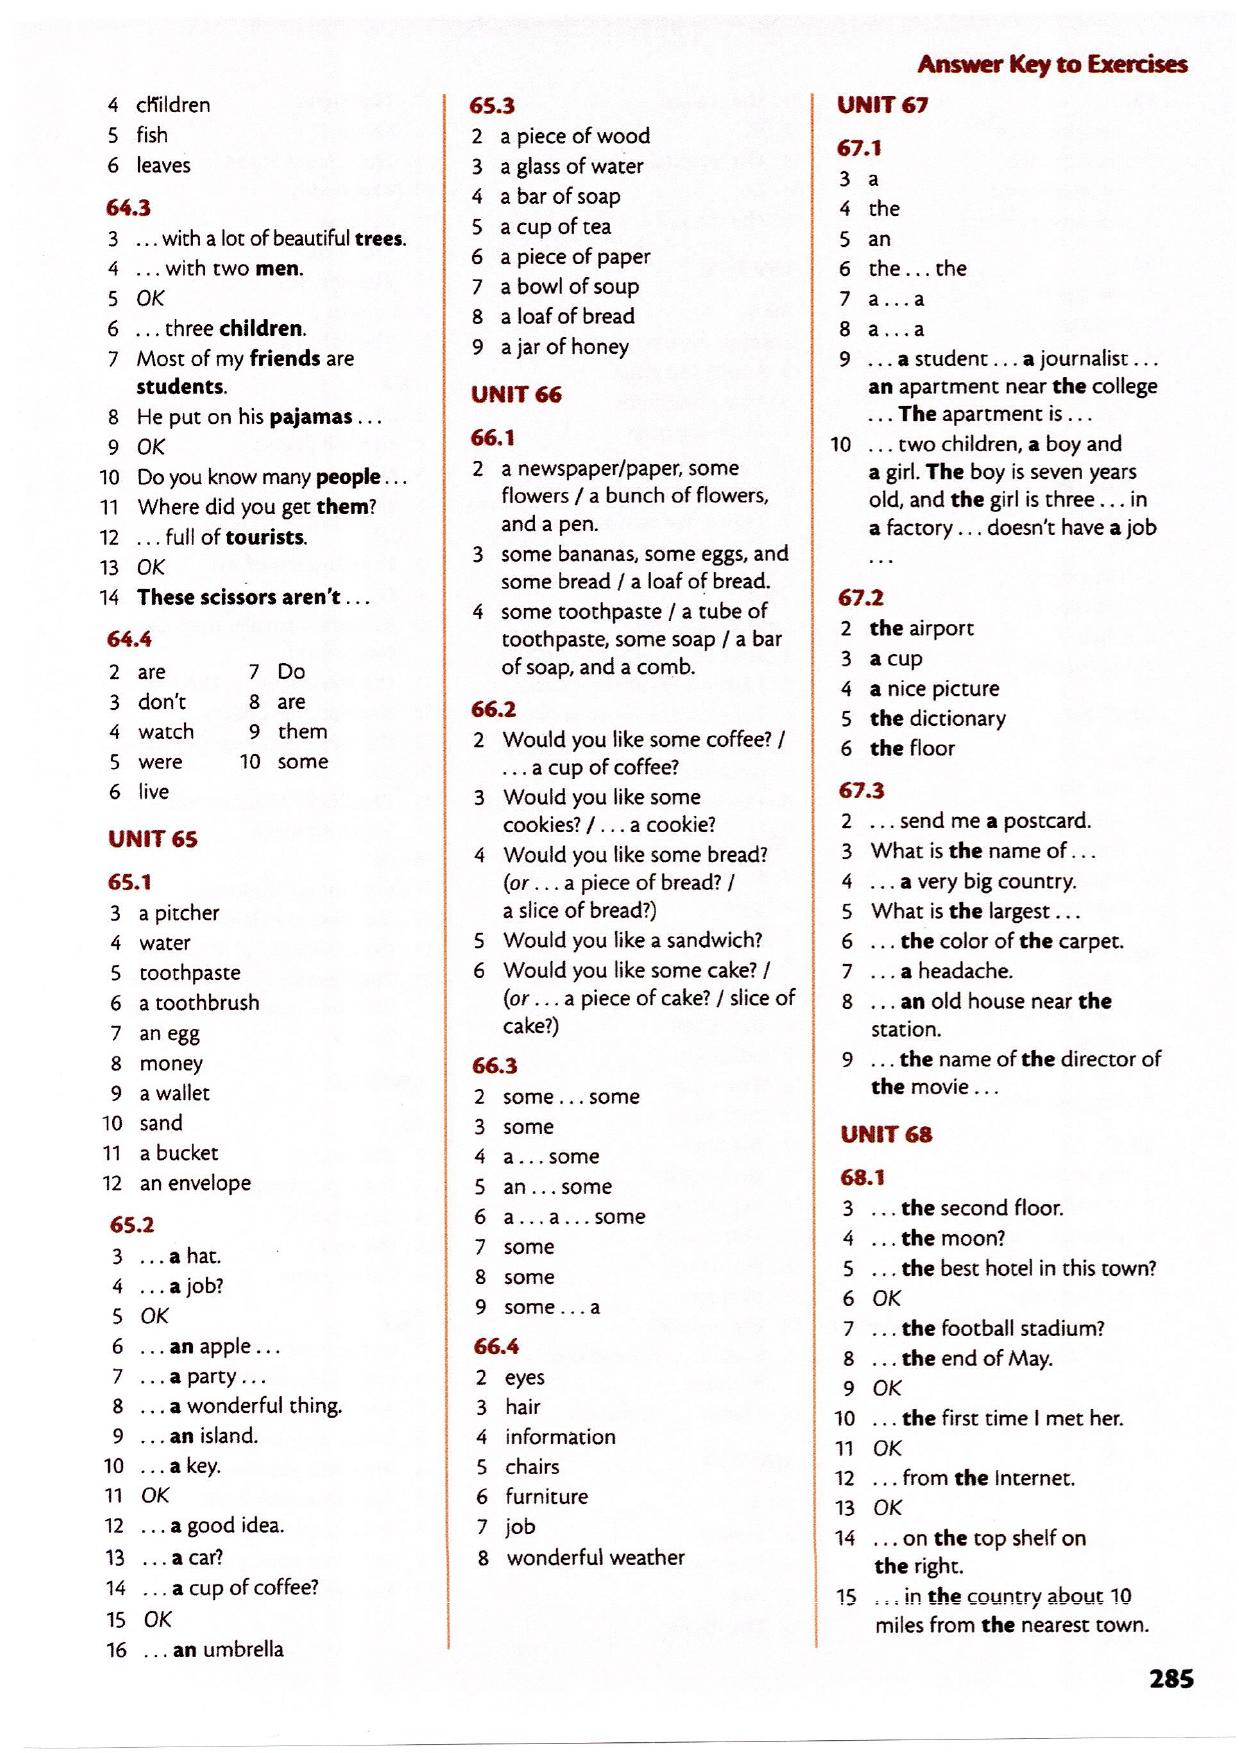 Answer Key to Exercises
4 children
5 fish
6 leaves
64.3
3 ... with a lot of beautiful trees.
4 ... with two men.
5 OK
6 ... three children.
7 Most of my friends are
students.
8 He put on his pajamas ...
9 OK
10 Do you know many people ...
11 Where did you get them?
12 ... full of tourists.
13 OK
14 These scissors aren't ...
64.4
2 are 7 Do
3 don't 8 are
4 watch 9 them
5 were 10 some
6 live
UNIT 65
65.1
3 a pitcher
4 water
5 toothpaste
6 a toothbrush
7 an egg
8 money
9 a wallet
10 sand
11 a bucket
12 an envelope
65.2
3 ... a hat.
4 ... a job?
5 OK
6 ... an apple ...
7 ... a party ...
8 ... a wonderful thing.
9 ... an island.
10 ... a key.
11 OK
12 ... a good idea.
13 ... a car?
14 ... a cup of coffee?
15 OK
16 ... an umbrella
65.3
2 a piece of wood
3 a glass of water
4 a bar of soap
5 a cup of tea
6 a piece of paper
7 a bowl of soup
8 a loaf of bread
9 a jar of honey
UNIT 66
66.1
2 a newspaper/paper, some
flowers / a bunch of flowers,
and a pen.
3 some bananas, some eggs, and
some bread / a loaf of bread.
4 some toothpaste / a tube of
toothpaste, some soap / a bar
of soap, and a comb.
66.2
2 Would you like some coffee? /
... a cup of coffee?
3 Would you like some
cookies? / ... a cookie?
4 Would you like some bread?
(or ... a piece of bread? /
a slice of bread?)
5 Would you like a sandwich?
6 Would you like some cake? /
(or ... a piece of cake? / slice of
cake?)
66.3
2 some ... some
3 some
4 a ... some
5 an ... some
6 a ... a ... some
7 some
8 some
9 some ... a
66.4
2 eyes
3 hair
4 information
5 chairs
6 furniture
7 job
8 wonderful weather
UNIT 67
67.1
3 a
4 the
5 an
6 the ... the
7 a ... a
8 a ... a
9 ... a student ... a journalist ...
an apartment near the college
... The apartment is ...
10 ... two children, a boy and
a girl. The boy is seven years
old, and the girl is three ... in
a factory ... doesn't have a job
...
67.2
2 the airport
3 a cup
4 a nice picture
5 the dictionary
6 the floor
67.3
2 ... send me a postcard.
3 What is the name of ...
4 ... a very big country.
5 What is the largest ...
6 ... the color of the carpet.
7 ... a headache.
8 ... an old house near the
station.
9 ... the name of the director of
the movie ...
UNIT 68
68.1
3 ... the second floor.
4 ... the moon?
5 ... the best hotel in this town?
6 OK
7 ... the football stadium?
8 ... the end of May.
9 OK
10 ... the first time I met her.
11 OK
12 ... from the Internet.
13 OK
14 ... on the top shelf on
the right.
15 ... in the country about 10
miles from the nearest town.
285